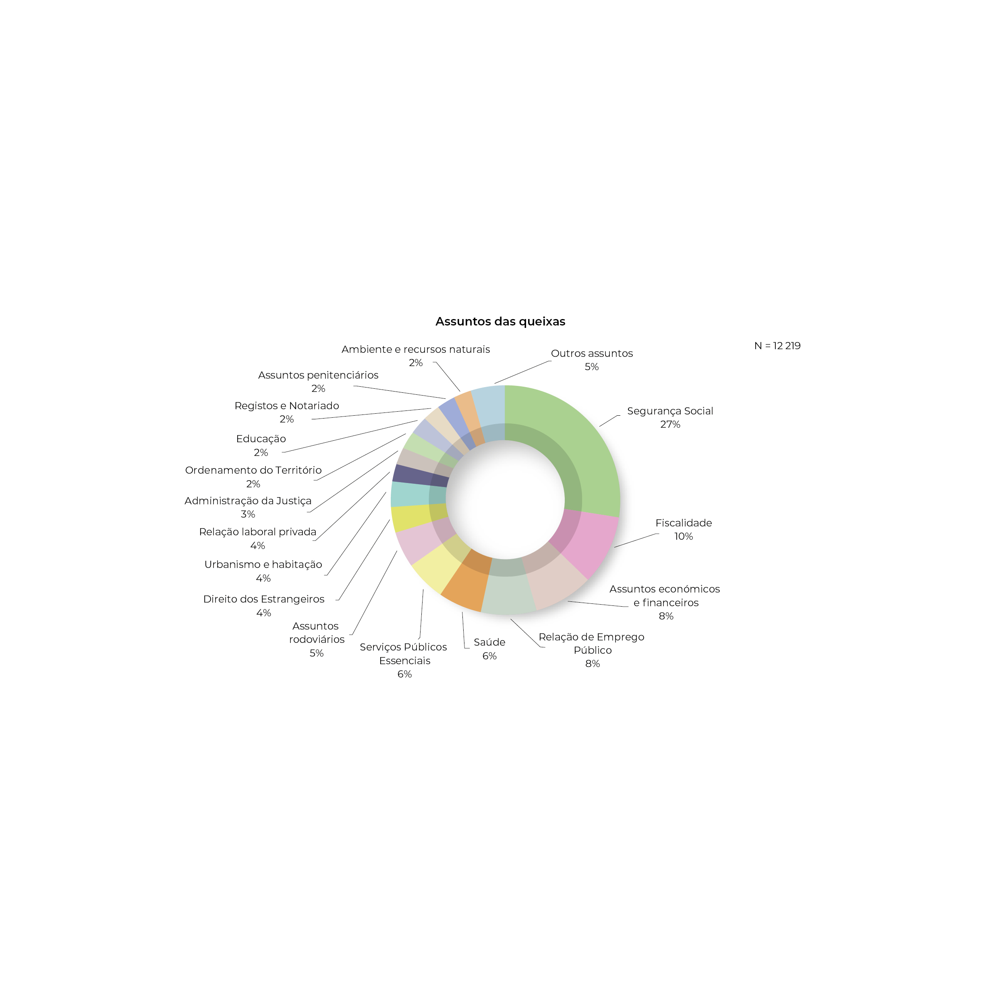 Assuntos das queixas
N = 12 219
Outros assuntos
5%
Segurança Social
27%
Fiscalidade
10%
Assuntos económicos
e financeiros
8%
Relação de Emprego
Público
8%
Saúde
6%
Serviços Públicos
Essenciais
6%
Assuntos
rodoviários
5%
Direito dos Estrangeiros
4%
Urbanismo e habitação
4%
Relação laboral privada
4%
Administração da Justiça
3%
Ordenamento do Território
2%
Educação
2%
Registos e Notariado
2%
Assuntos penitenciários
2%
Ambiente e recursos naturais
2%